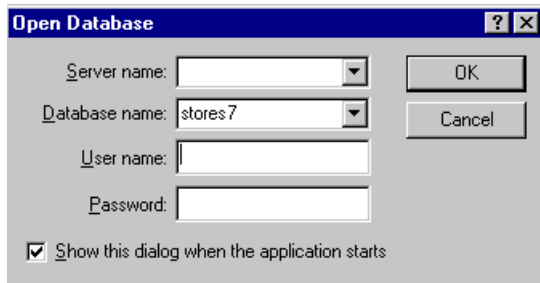 Open Database
Server name:
OK
Database name: stores7
Cancel
User name:
Password:
Show this dialog when the application starts